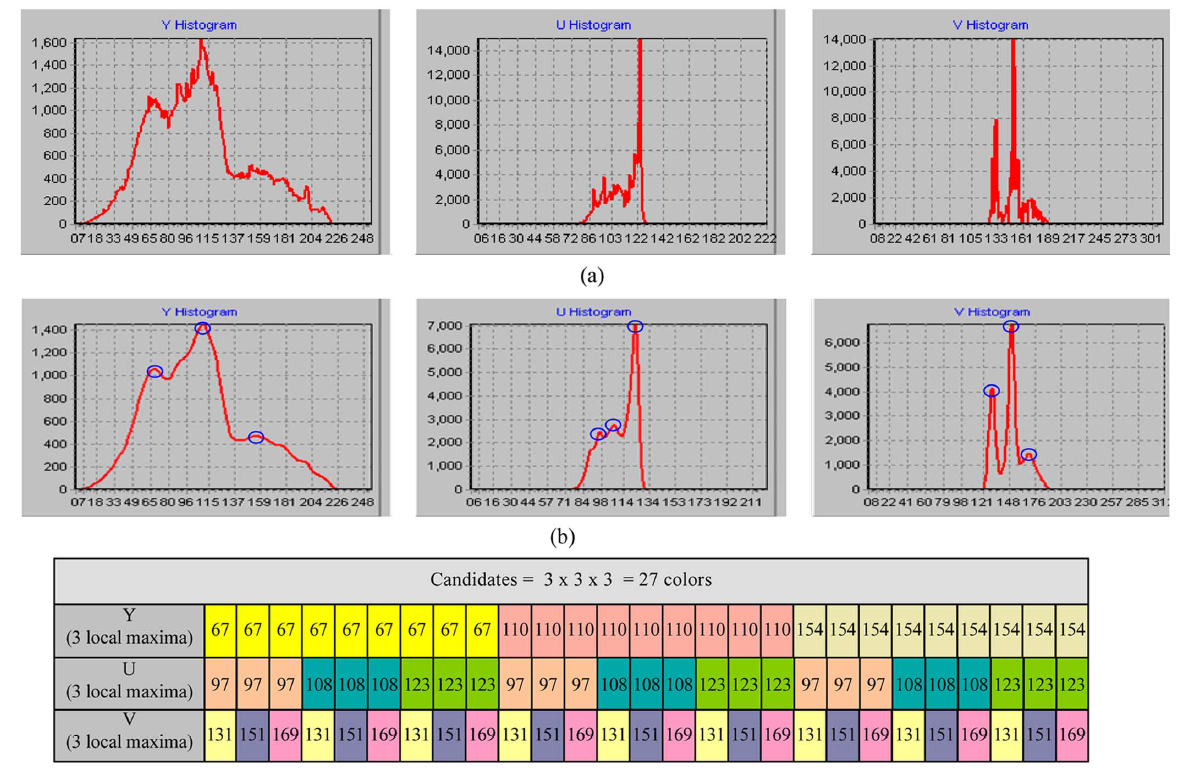 Y Histogram
U Histogram
V Histogram
1,600
1,400
1,200
1,000
800
600
400
200
0
14,000
12,000
10,000
8,000
6,000
4,000
2,000
0
14,000
12,000
10,000
8,000
6,000
4,000
2,000
0
07 18 33 49 65 80 96 115 137 159 181 204 226 248
06 16 30 44 58 72 86 103 122 142 162 182 202 222
08 22 42 61 81 105 133 161 189 217 245 273 301
(a)
Y Histogram
U Histogram
V Histogram
1,400
1,200
1,000
800
600
400
200
0
7,000
6,000
5,000
4,000
3,000
2,000
1,000
0
6,000
5,000
4,000
3,000
2,000
1,000
0
07 18 33 49 65 80 96 115 137 159 181 204 226 248
06 16 30 44 57 71 84 98 114 134 153 173 192 211
08 22 41 60 79 98 121 148 176 203 230 257 285 31
(b)
Candidates = 3 x 3 x 3 = 27 colors
Y
(3 local maxima)
67 67 67 67 67 67 67 67 67 110 110 110 110 110 110 110 110 110 154 154 154 154 154 154 154 154 154
U
(3 local maxima)
97 97 97 108 108 108 123 123 123 97 97 97 108 108 108 123 123 123 97 97 97 108 108 108 123 123 123
V
(3 local maxima)
131 151 169 131 151 169 131 151 169 131 151 169 131 151 169 131 151 169 131 151 169 131 151 169 131 151 169